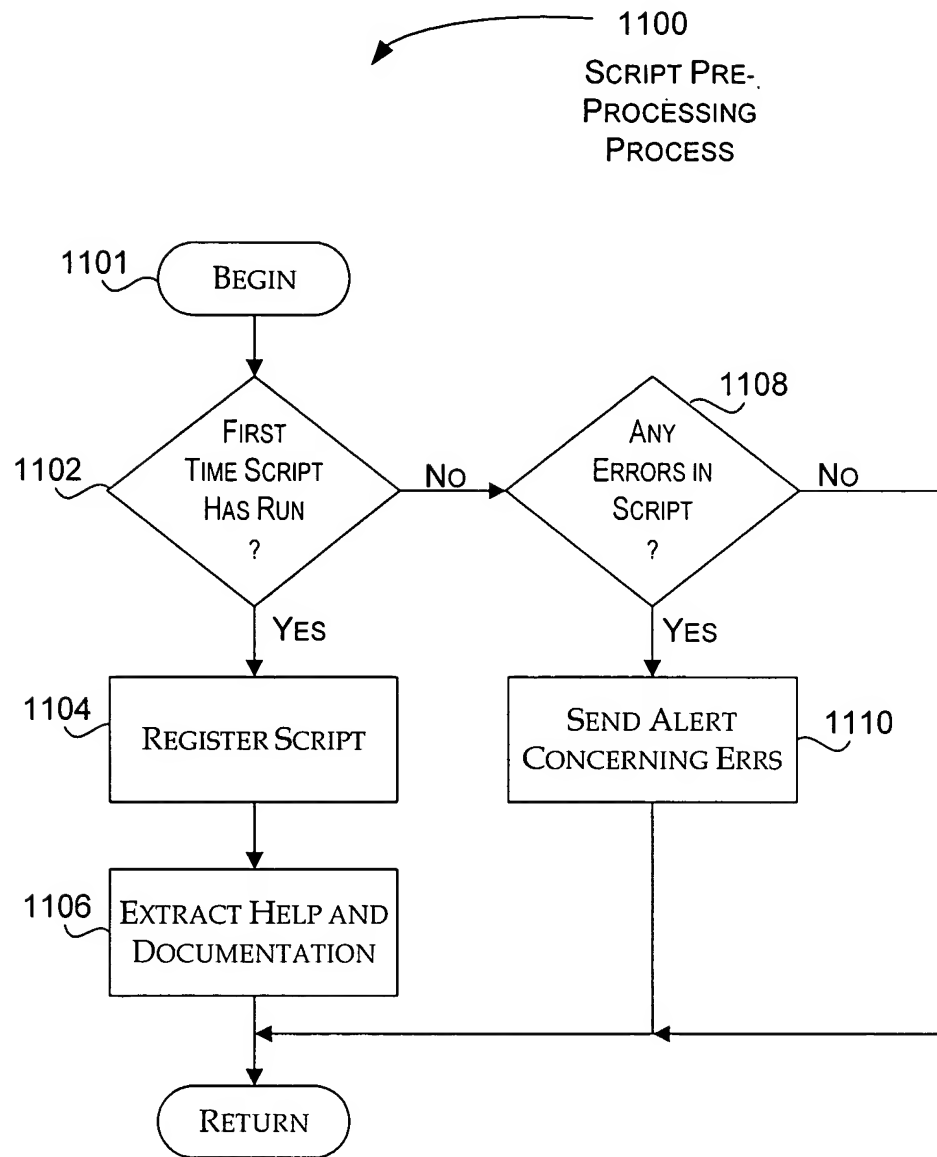 1100
SCRIPT PRE-
PROCESSING
PROCESS
1101
BEGIN
1102
FIRST
TIME SCRIPT
HAS RUN
?
NO
YES
1108
ANY
ERRORS IN
SCRIPT
?
NO
YES
1104
REGISTER SCRIPT
SEND ALERT
CONCERNING ERRS
1110
1106
EXTRACT HELP AND
DOCUMENTATION
RETURN